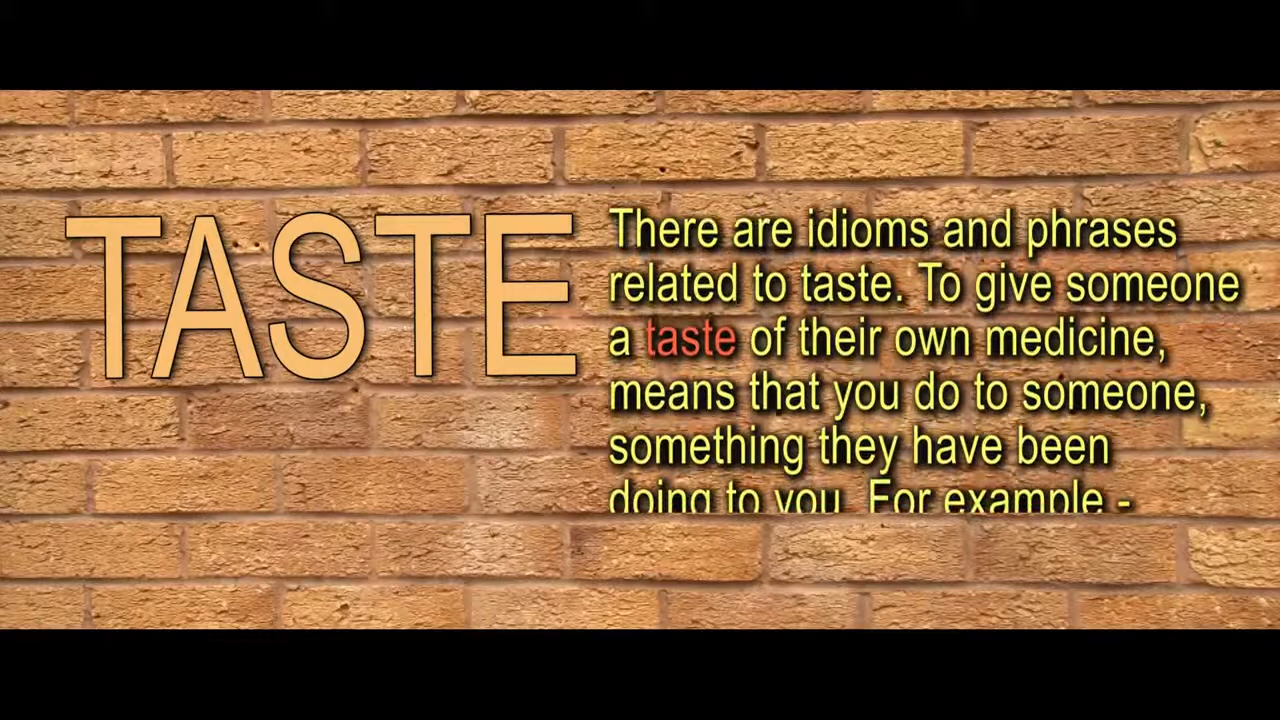 TASTE
There are idioms and phrases
related to taste. To give someone
a taste of their own medicine,
means that you do to someone,
something they have been
doing to you. For example -